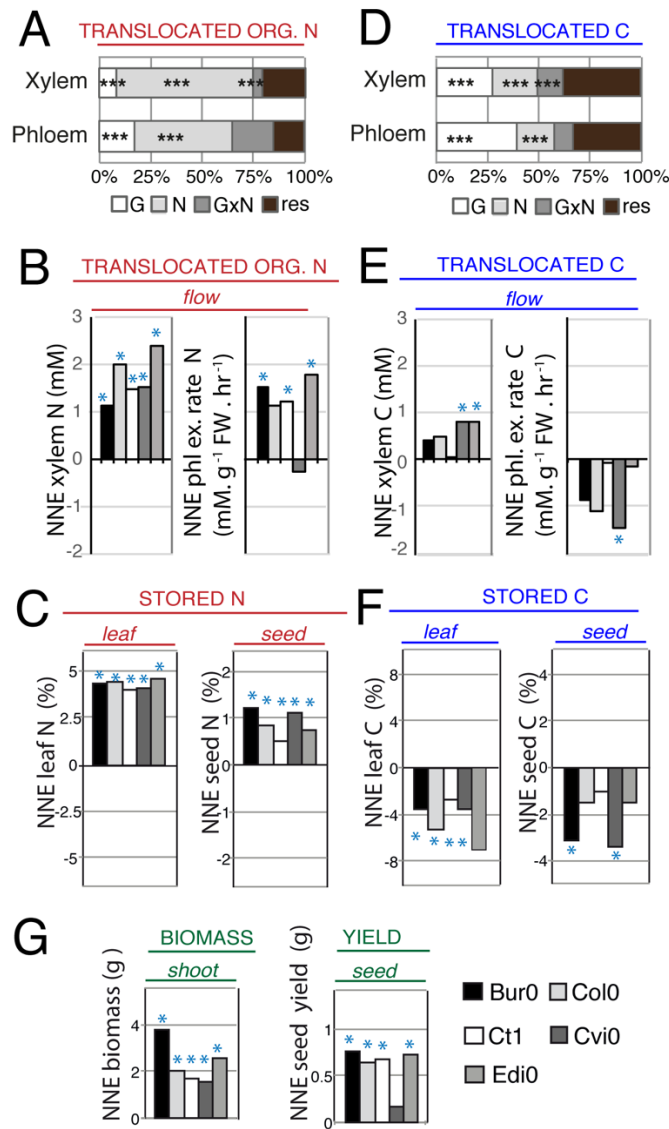 A
TRANSLOCATED ORG. N
Xylem
*** *** ***
Phloem
*** ***
0% 25% 50% 75% 100%
G N GxN res
D
TRANSLOCATED C
Xylem
*** *** ***
Phloem
*** ***
0% 25% 50% 75% 100%
G N GxN res
B
TRANSLOCATED ORG. N
flow
NNE xylem N (mM)
3
2
1
0
-1
-2
* * * * *
NNE phl ex. rate N
(mM. g⁻¹ FW . hr⁻¹)
* * *
E
TRANSLOCATED C
flow
NNE xylem C (mM)
3
2
1
0
-1
-2
* *
NNE phl. ex. rate C
(mM. g⁻¹ FW . hr⁻¹)
*
C
STORED N
leaf
NNE leaf N (%)
5
2.5
0
-2.5
-5
* * * * *
seed
NNE seed N (%)
2
1
0
-1
-2
* * * * *
F
STORED C
leaf
NNE leaf C (%)
8
4
0
-4
-8
* * * *
seed
NNE seed C (%)
-4
-2
0
-2
-4
* *
G
BIOMASS
shoot
NNE biomass (g)
4
2
0
* * * * *
YIELD
seed
NNE seed yield (g)
1
0.5
0
* * * *
Bur0 Col0
Ct1 Cvi0
Edi0